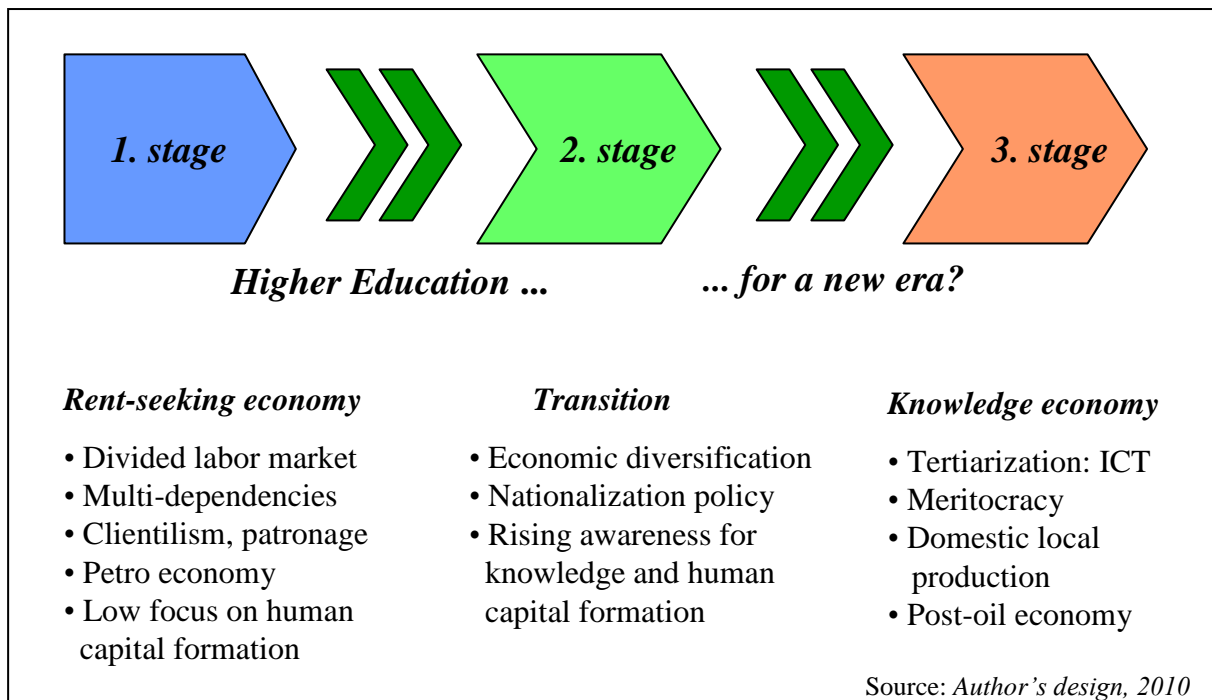 1. stage
2. stage
3. stage
Higher Education ...
... for a new era?
Rent-seeking economy
• Divided labor market
• Multi-dependencies
• Clientilism, patronage
• Petro economy
• Low focus on human
capital formation
Transition
• Economic diversification
• Nationalization policy
• Rising awareness for
knowledge and human
capital formation
Knowledge economy
• Tertiarization: ICT
• Meritocracy
• Domestic local
production
• Post-oil economy
Source: Author's design, 2010